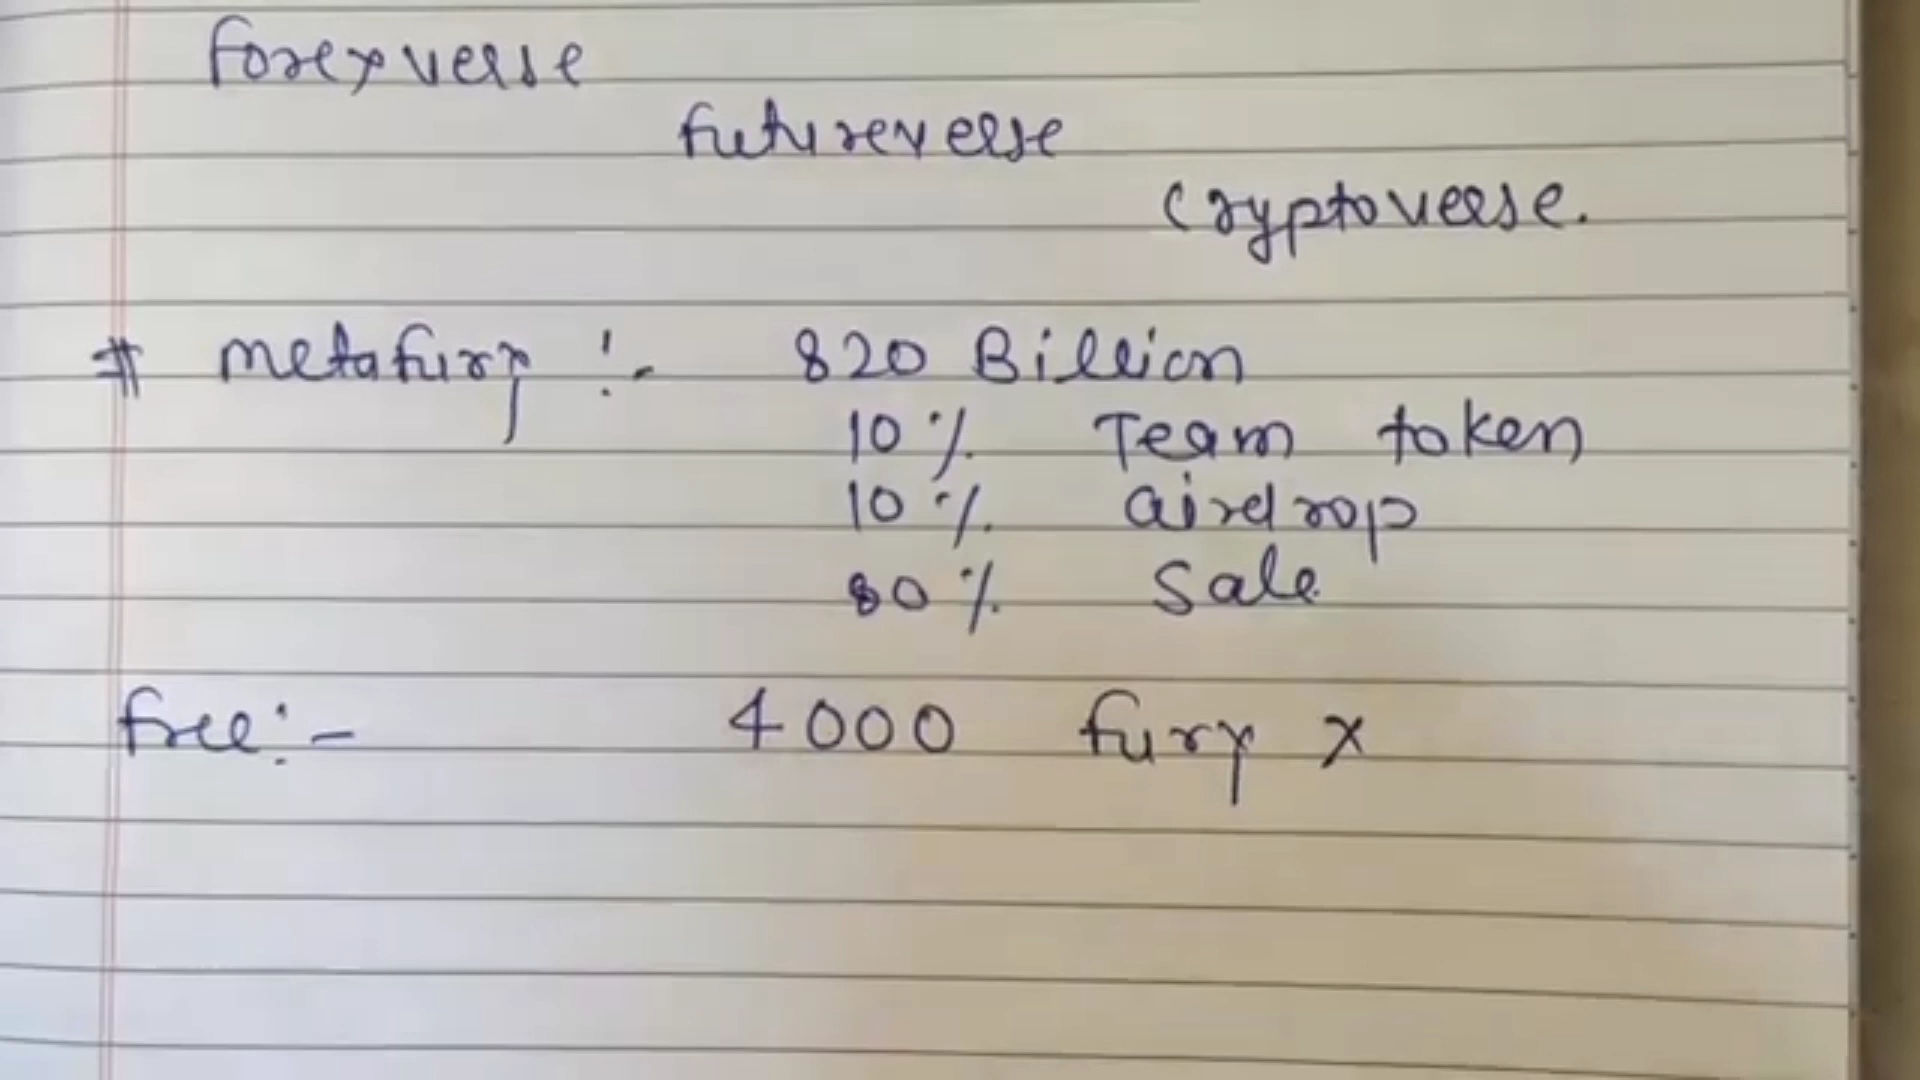 Forexverse
futureverse
Cryptoverse.
# metafury :- 820 Billion
10% Team token
10% airdrop
80% Sale
free :- 4000 fury x